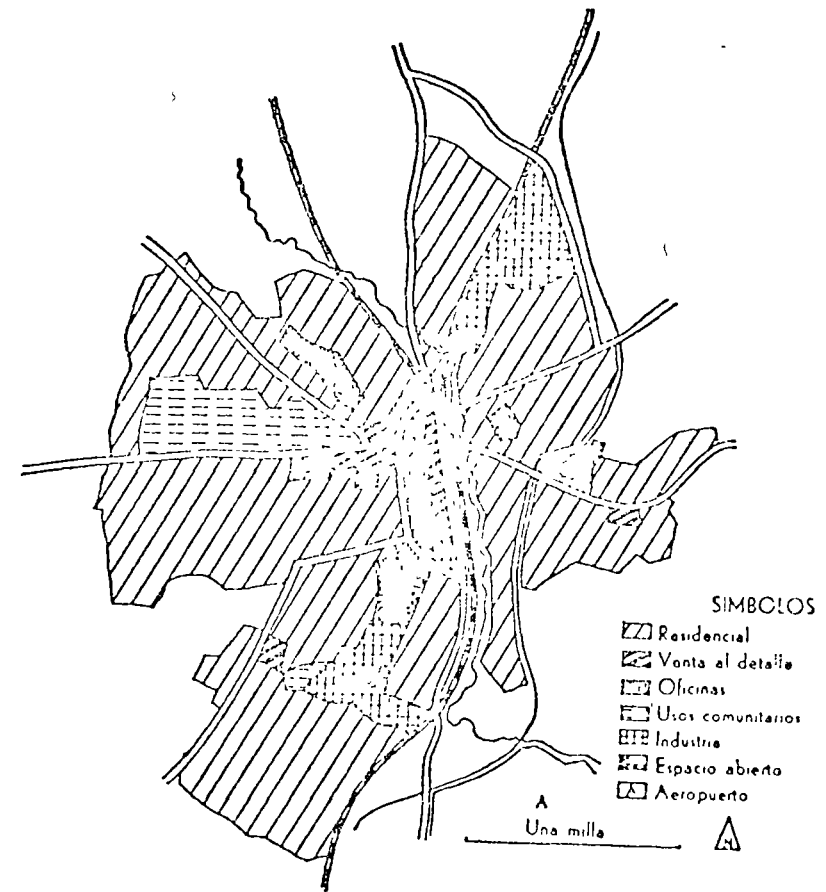 SIMBOLOS
Residencial
Venta al detalle
Oficinas
Usos comunitarios
Industria
Espacio abierto
A Aeropuerto
A
Una milla
N